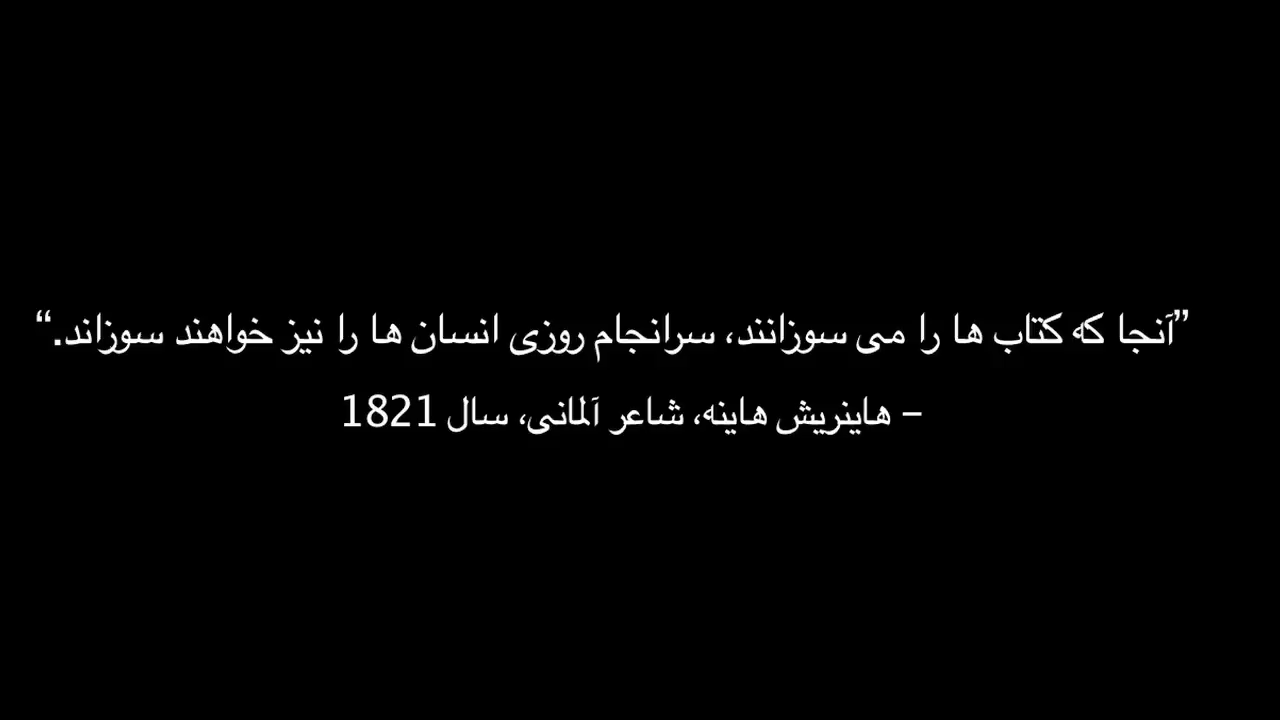 ”آنجا که کتاب ها را می سوزانند، سرانجام روزی انسان ها را نیز خواهند سوزاند.“
– هاینریش هاینه، شاعر آلمانی، سال 1821